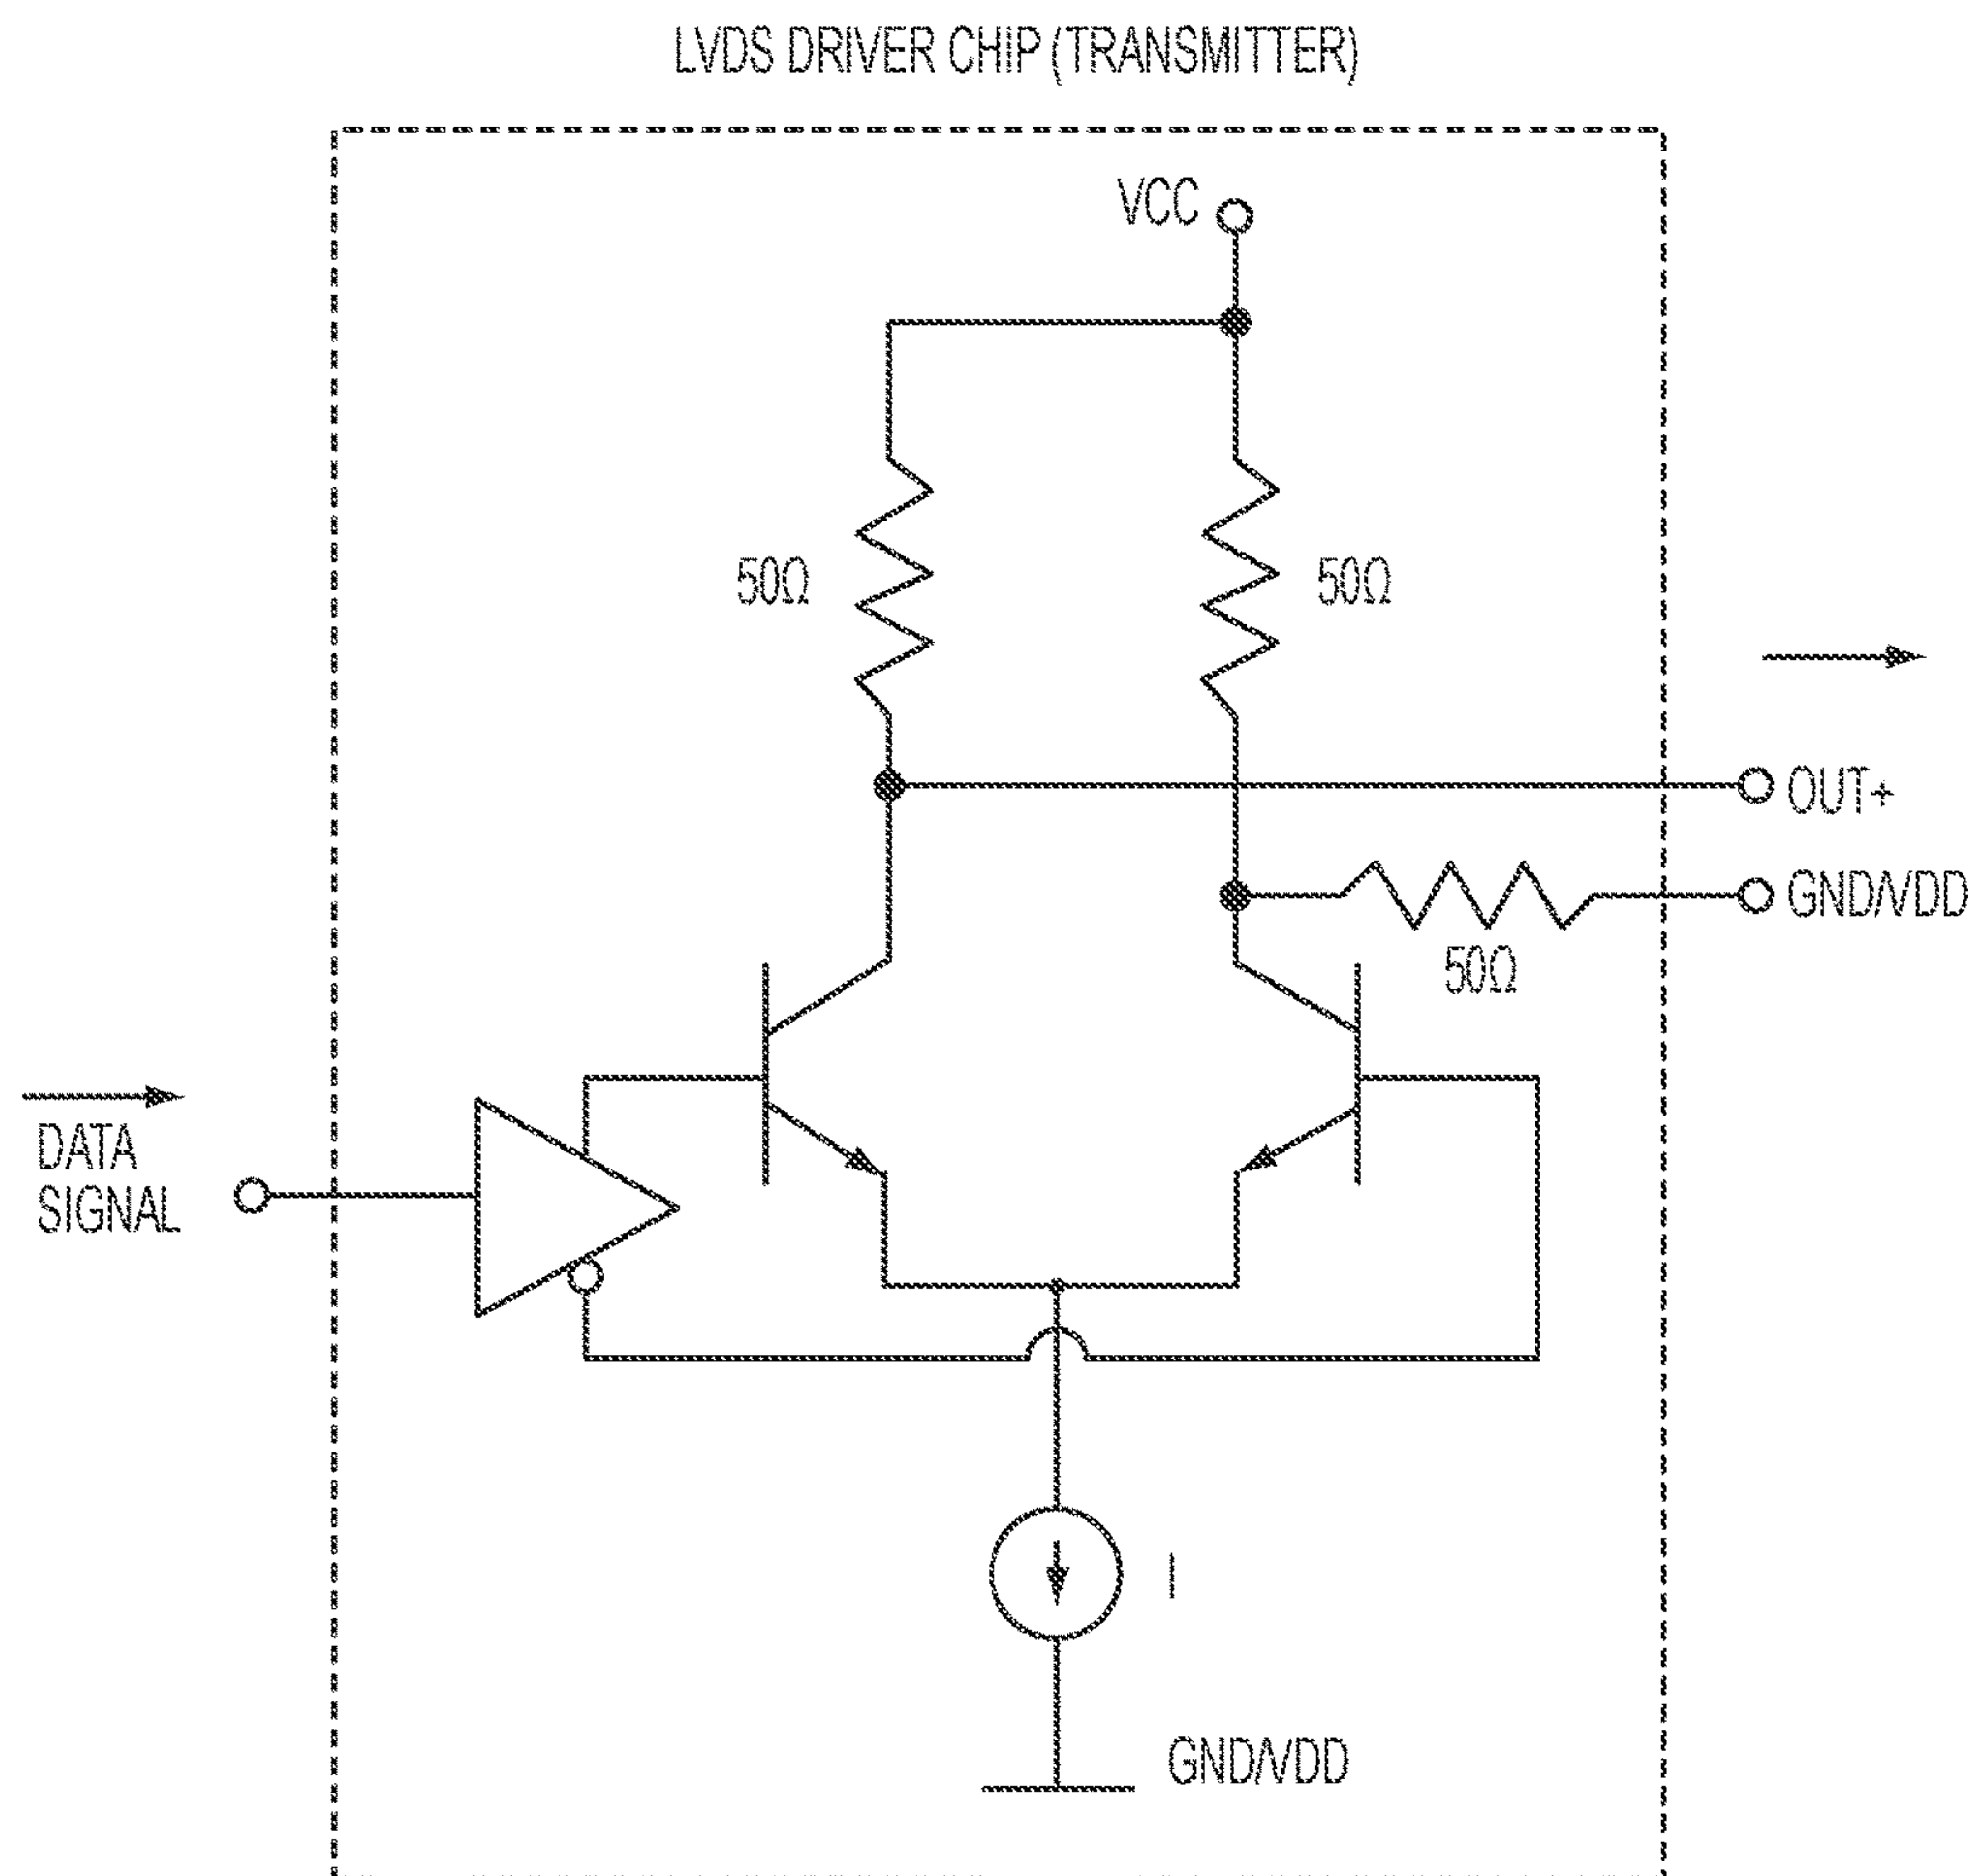 LVDS DRIVER CHIP (TRANSMITTER)
VCC
50Ω
50Ω
OUT+
GND/VDD
50Ω
DATA
SIGNAL
I
GND/VDD